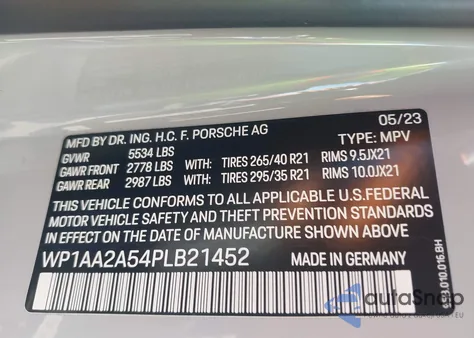 MFD BY DR. ING. H.C. F. PORSCHE AG 05/23
GVWR 5534 LBS TYPE: MPV
GAWR FRONT 2778 LBS WITH: TIRES 265/40 R21 RIMS 9.5JX21
GAWR REAR 2987 LBS WITH: TIRES 295/35 R21 RIMS 10.0JX21
THIS VEHICLE CONFORMS TO ALL APPLICABLE U.S.FEDERAL
MOTOR VEHICLE SAFETY AND THEFT PREVENTION STANDARDS
IN EFFECT ON THE DATE OF MANUFACTURE SHOWN ABOVE.
WP1AA2A54PLB21452 MADE IN GERMANY
autaSnap